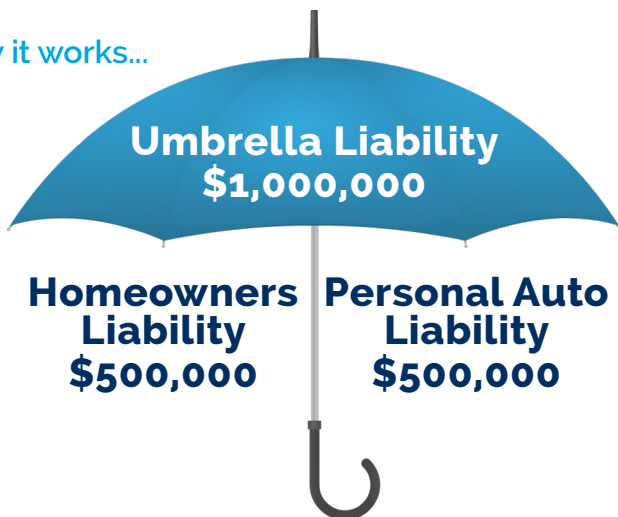 it works...
Umbrella Liability
$1,000,000
Homeowners
Liability
$500,000
Personal Auto
Liability
$500,000